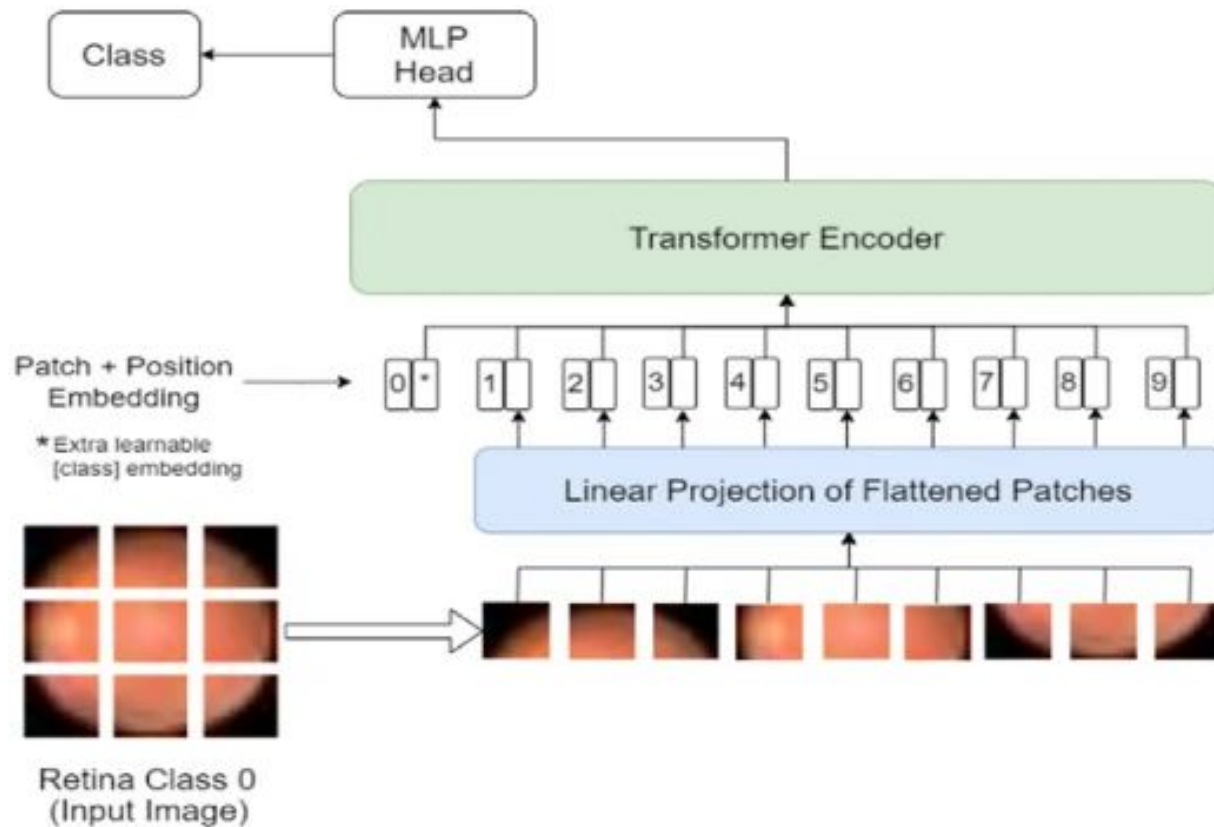 Class
MLP
Head
Transformer Encoder
Patch + Position
Embedding
0 * 1 2 3 4 5 6 7 8 9
* Extra learnable
[class] embedding
Linear Projection of Flattened Patches
Retina Class 0
(Input Image)